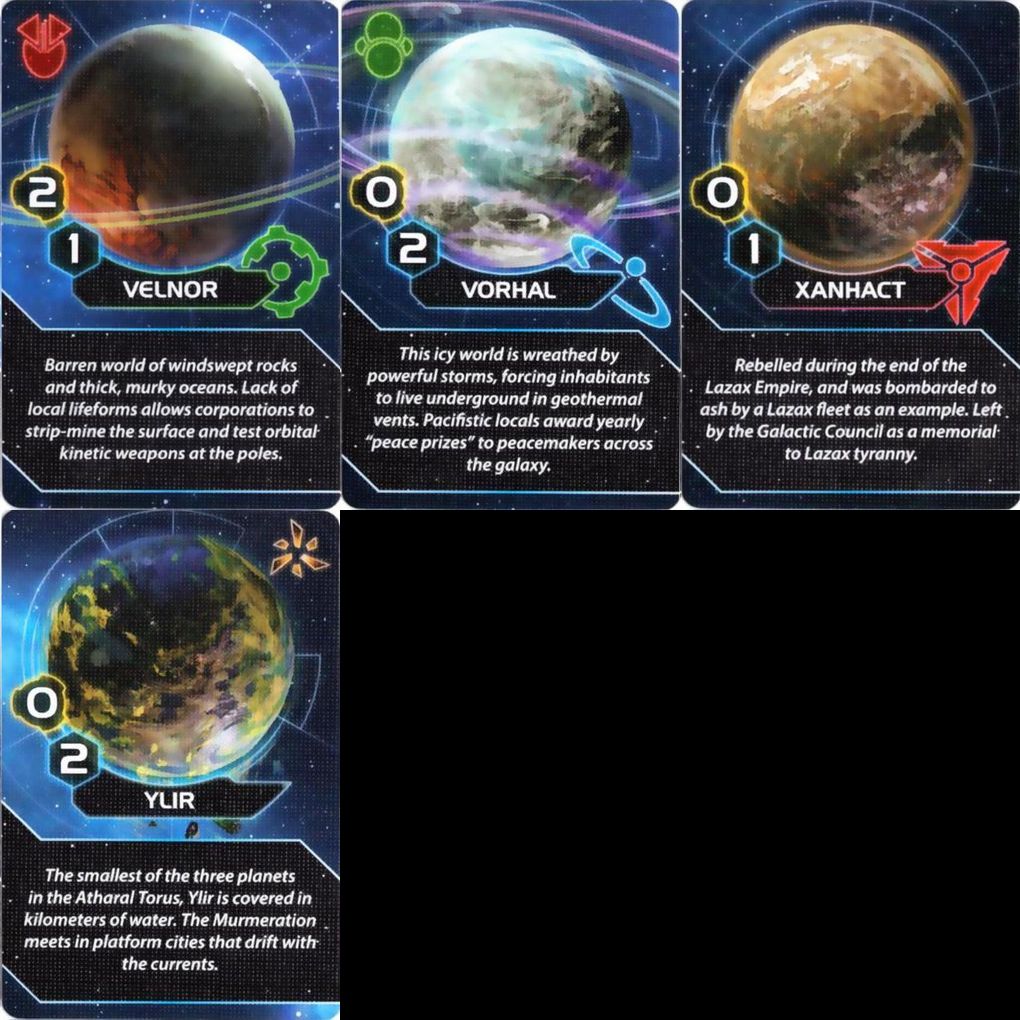 2
1
VELNOR
Barren world of windswept rocks
and thick, murky oceans. Lack of
local lifeforms allows corporations to
strip-mine the surface and test orbital
kinetic weapons at the poles.
0
2
VORHAL
This icy world is wreathed by
powerful storms, forcing inhabitants
to live underground in geothermal
vents. Pacifistic locals award yearly
“peace prizes” to peacemakers across
the galaxy.
0
1
XANHACT
Rebelled during the end of the
Lazax Empire, and was bombarded to
ash by a Lazax fleet as an example. Left
by the Galactic Council as a memorial
to Lazax tyranny.
0
2
YLIR
The smallest of the three planets
in the Atharal Torus, Ylir is covered in
kilometers of water. The Murmeration
meets in platform cities that drift with
the currents.